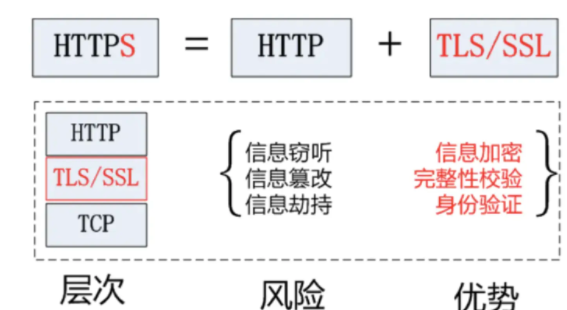 HTTPS = HTTP + TLS/SSL
HTTP
TLS/SSL
TCP
信息窃听
信息篡改
信息劫持
信息加密
完整性校验
身份验证
层次
风险
优势